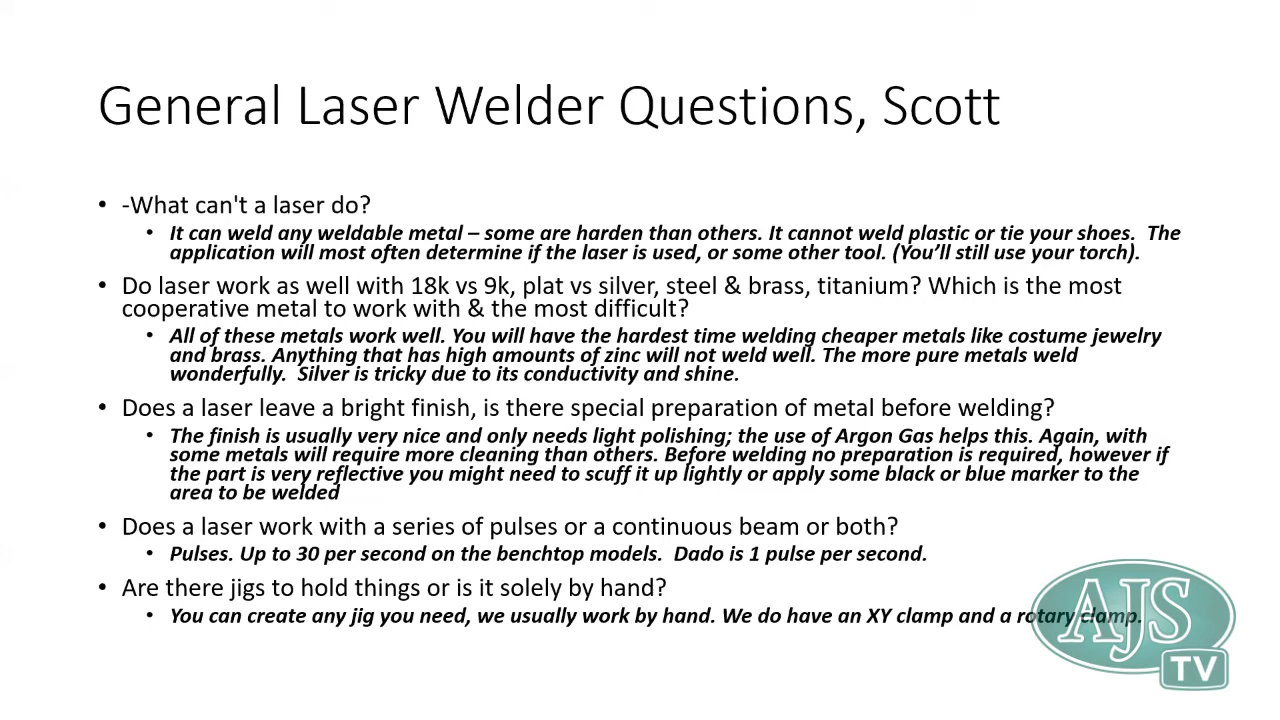 General Laser Welder Questions, Scott
• -What can't a laser do?
• It can weld any weldable metal – some are harden than others. It cannot weld plastic or tie your shoes. The
application will most often determine if the laser is used, or some other tool. (You’ll still use your torch).
• Do laser work as well with 18k vs 9k, plat vs silver, steel & brass, titanium? Which is the most
cooperative metal to work with & the most difficult?
• All of these metals work well. You will have the hardest time welding cheaper metals like costume jewelry
and brass. Anything that has high amounts of zinc will not weld well. The more pure metals weld
wonderfully. Silver is tricky due to its conductivity and shine.
• Does a laser leave a bright finish, is there special preparation of metal before welding?
• The finish is usually very nice and only needs light polishing; the use of Argon Gas helps this. Again, with
some metals will require more cleaning than others. Before welding no preparation is required, however if
the part is very reflective you might need to scuff it up lightly or apply some black or blue marker to the
area to be welded
• Does a laser work with a series of pulses or a continuous beam or both?
• Pulses. Up to 30 per second on the benchtop models. Dado is 1 pulse per second.
• Are there jigs to hold things or is it solely by hand?
• You can create any jig you need, we usually work by hand. We do have an XY clamp and a rotary clamp.
AJS
TV